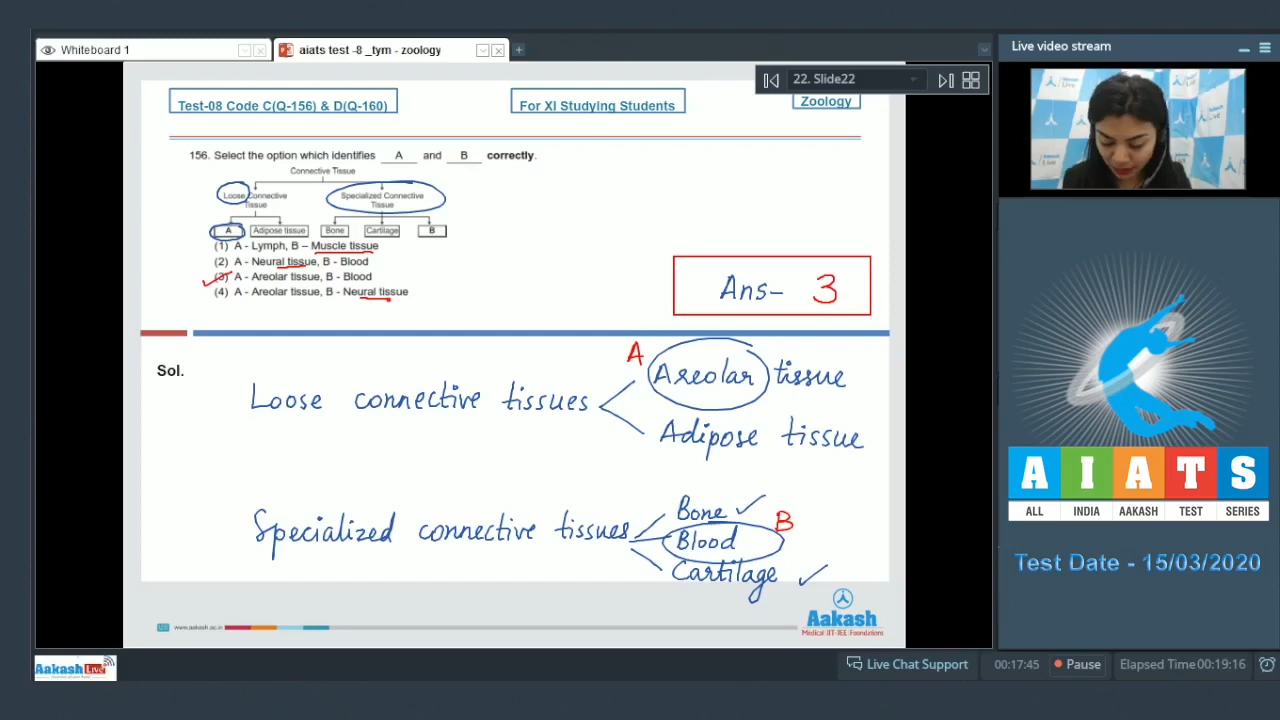 Whiteboard 1
aiats test -8 _tym - zoology
Live video stream
22. Slide22
Test-08 Code C(Q-156) & D(Q-160)
For XI Studying Students
Zoology
156. Select the option which identifies A and B correctly.
Connective Tissue
Loose Connective Tissue
Specialized Connective Tissue
A
Adipose tissue
Bone
Cartilage
B
(1) A - Lymph, B – Muscle tissue
(2) A - Neural tissue, B - Blood
(3) A - Areolar tissue, B - Blood
(4) A - Areolar tissue, B - Neural tissue
Ans- 3
Sol.
Loose connective tissues
A
Areolar tissue
Adipose tissue
Specialized connective tissues
Bone
Blood
B
Cartilage
www.aakash.ac.in
Aakash
Medical | IIT-JEE | Foundations
Aakash Live
A I A T S
ALL INDIA AAKASH TEST SERIES
Test Date - 15/03/2020
Live Chat Support
00:17:45
Pause
Elapsed Time 00:19:16